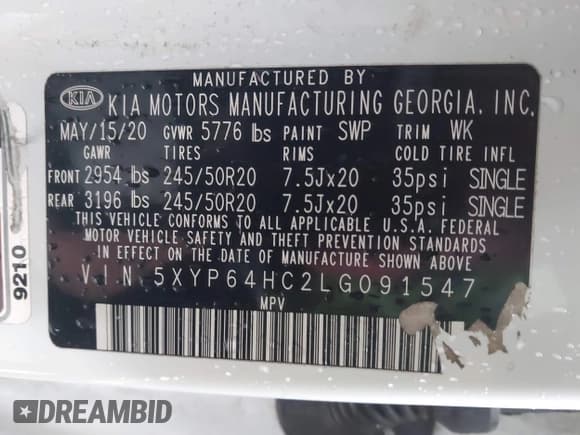 MANUFACTURED BY
KIA KIA MOTORS MANUFACTURING GEORGIA, INC.
MAY/15/20 GVWR 5776 lbs PAINT SWP TRIM WK
GAWR TIRES RIMS COLD TIRE INFL
FRONT 2954 lbs 245/50R20 7.5Jx20 35psi SINGLE
REAR 3196 lbs 245/50R20 7.5Jx20 35psi SINGLE
THIS VEHICLE CONFORMS TO ALL APPLICABLE U.S.A. FEDERAL
MOTOR VEHICLE SAFETY AND THEFT PREVENTION STANDARDS
IN EFFECT ON THE DATE OF MANUFACTURE SHOWN ABOVE
VIN 5XYP64HC2LG091547
MPV
9210
DREAMBID